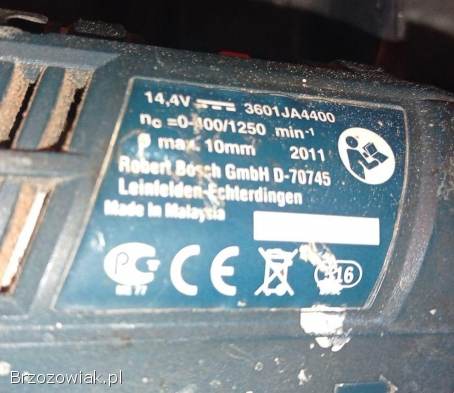 14,4V 3601JA4400
=0-400/1250 min-1
max. 10mm 2011
Robert Bosch GmbH D-70745
Leinfelden-Echterdingen
Made in Malaysia
CE
Brzozowiak.pl